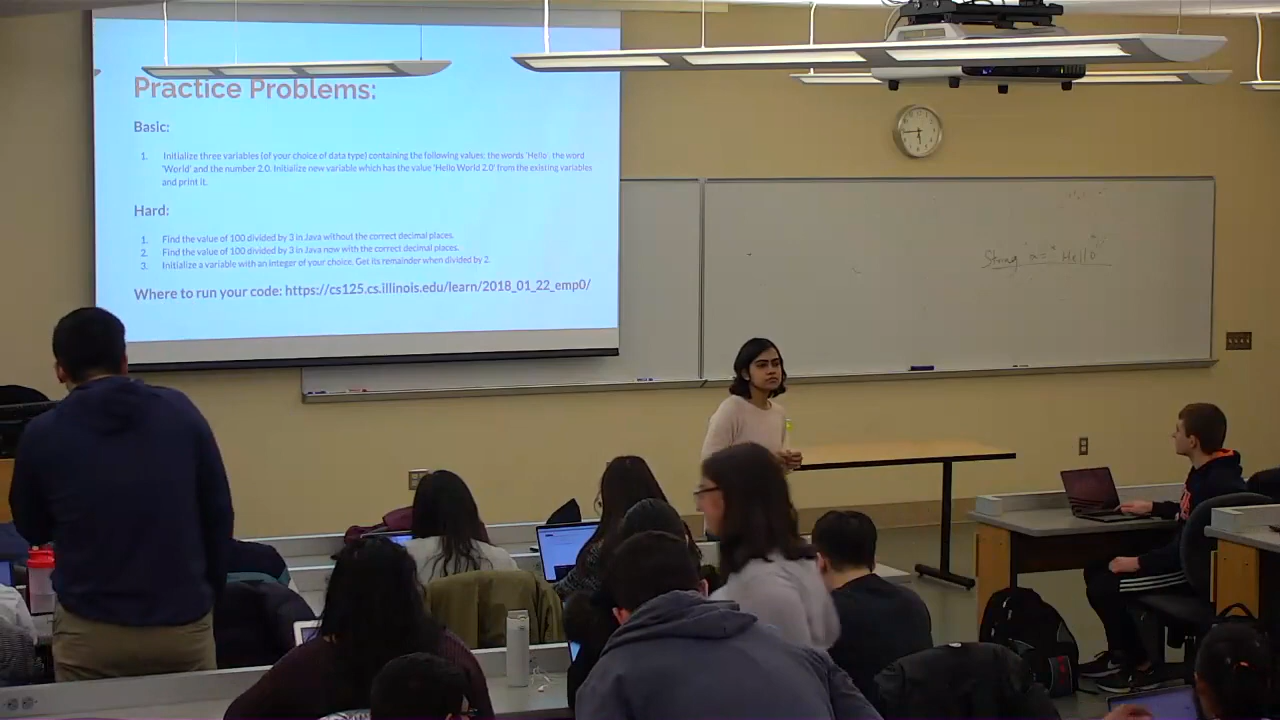 Practice Problems:
Basic:
1. Initialize three variables (of your choice of data type) containing the following values: the words 'Hello', the word
'World' and the number 2.0. Initialize new variable which has the value 'Hello World 2.0' from the existing variables
and print it.
Hard:
1. Find the value of 100 divided by 3 in Java without the correct decimal places.
2. Find the value of 100 divided by 3 in Java now with the correct decimal places.
3. Initialize a variable with an integer of your choice. Get its remainder when divided by 2.
Where to run your code: https://cs125.cs.illinois.edu/learn/2018_01_22_emp0/
String a = "Hello"